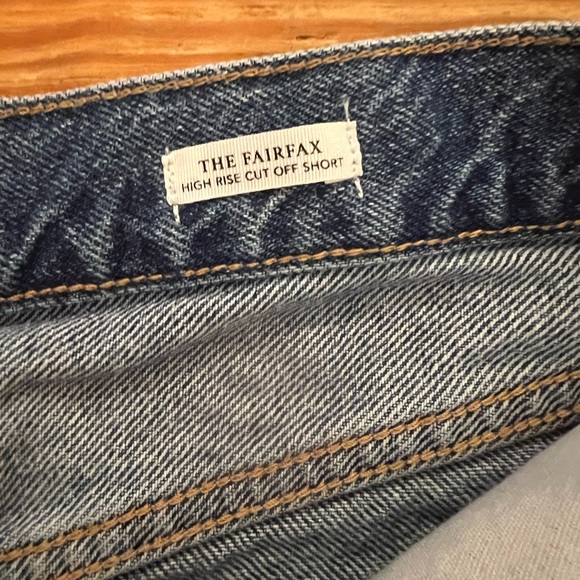 THE FAIRFAX
HIGH RISE CUT OFF SHORT